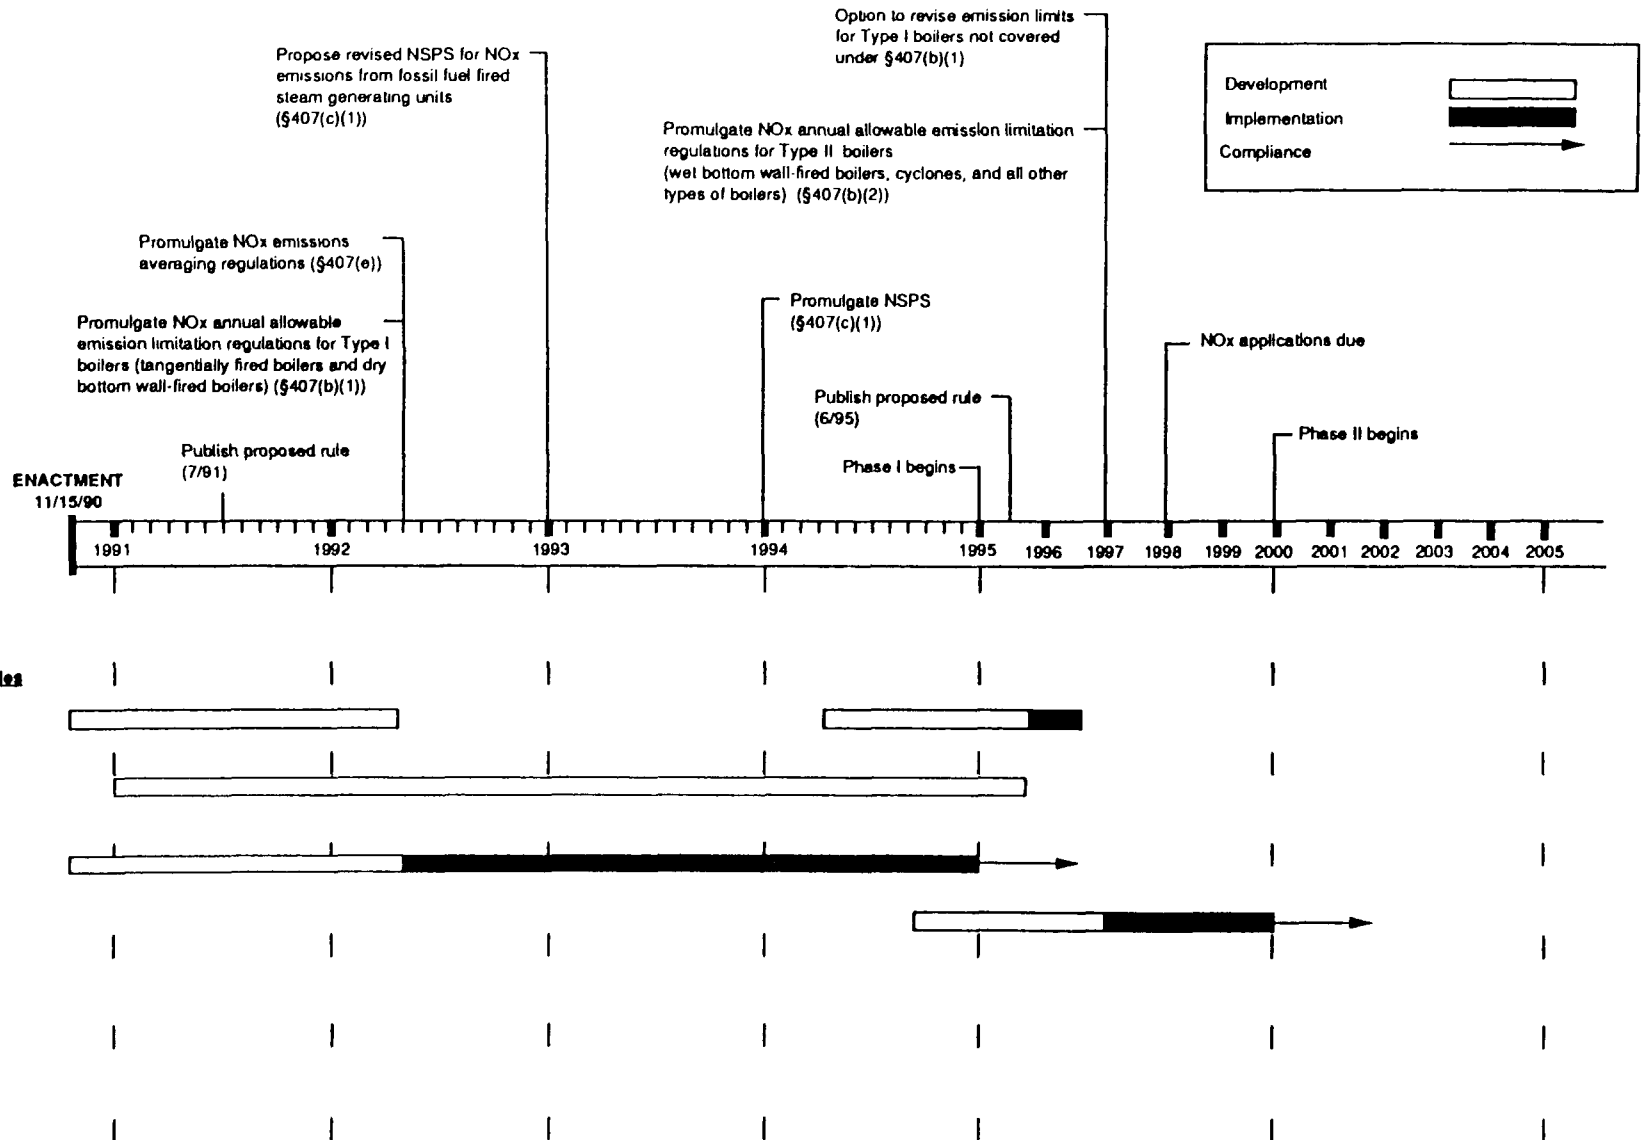 Option to revise emission limits
for Type I boilers not covered
under §407(b)(1)
Propose revised NSPS for NOx
emissions from fossil fuel fired
steam generating units
(§407(c)(1))
Development
Implementation
Compliance
Promulgate NOx annual allowable emission limitation
regulations for Type II boilers
(wet bottom wall-fired boilers, cyclones, and all other
types of boilers) (§407(b)(2))
Promulgate NOx emissions
averaging regulations (§407(e))
Promulgate NOx annual allowable
emission limitation regulations for Type I
boilers (tangentially fired boilers and dry
bottom wall-fired boilers) (§407(b)(1))
Promulgate NSPS
(§407(c)(1))
NOx applications due
Publish proposed rule
(6/95)
Phase II begins
Publish proposed rule
(7/91)
Phase I begins
ENACTMENT
11/15/90
1991 1992 1993 1994 1995 1996 1997 1998 1999 2000 2001 2002 2003 2004 2005